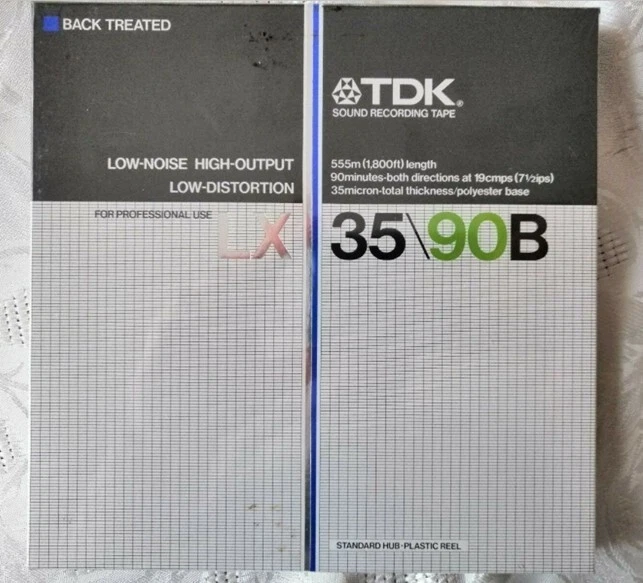 BACK TREATED
LOW-NOISE HIGH-OUTPUT
LOW-DISTORTION
FOR PROFESSIONAL USE
LX
TDK®
SOUND RECORDING TAPE
555m (1,800ft) length
90minutes-both directions at 19cmps (7½ips)
35micron-total thickness/polyester base
35\90B
STANDARD HUB·PLASTIC REEL